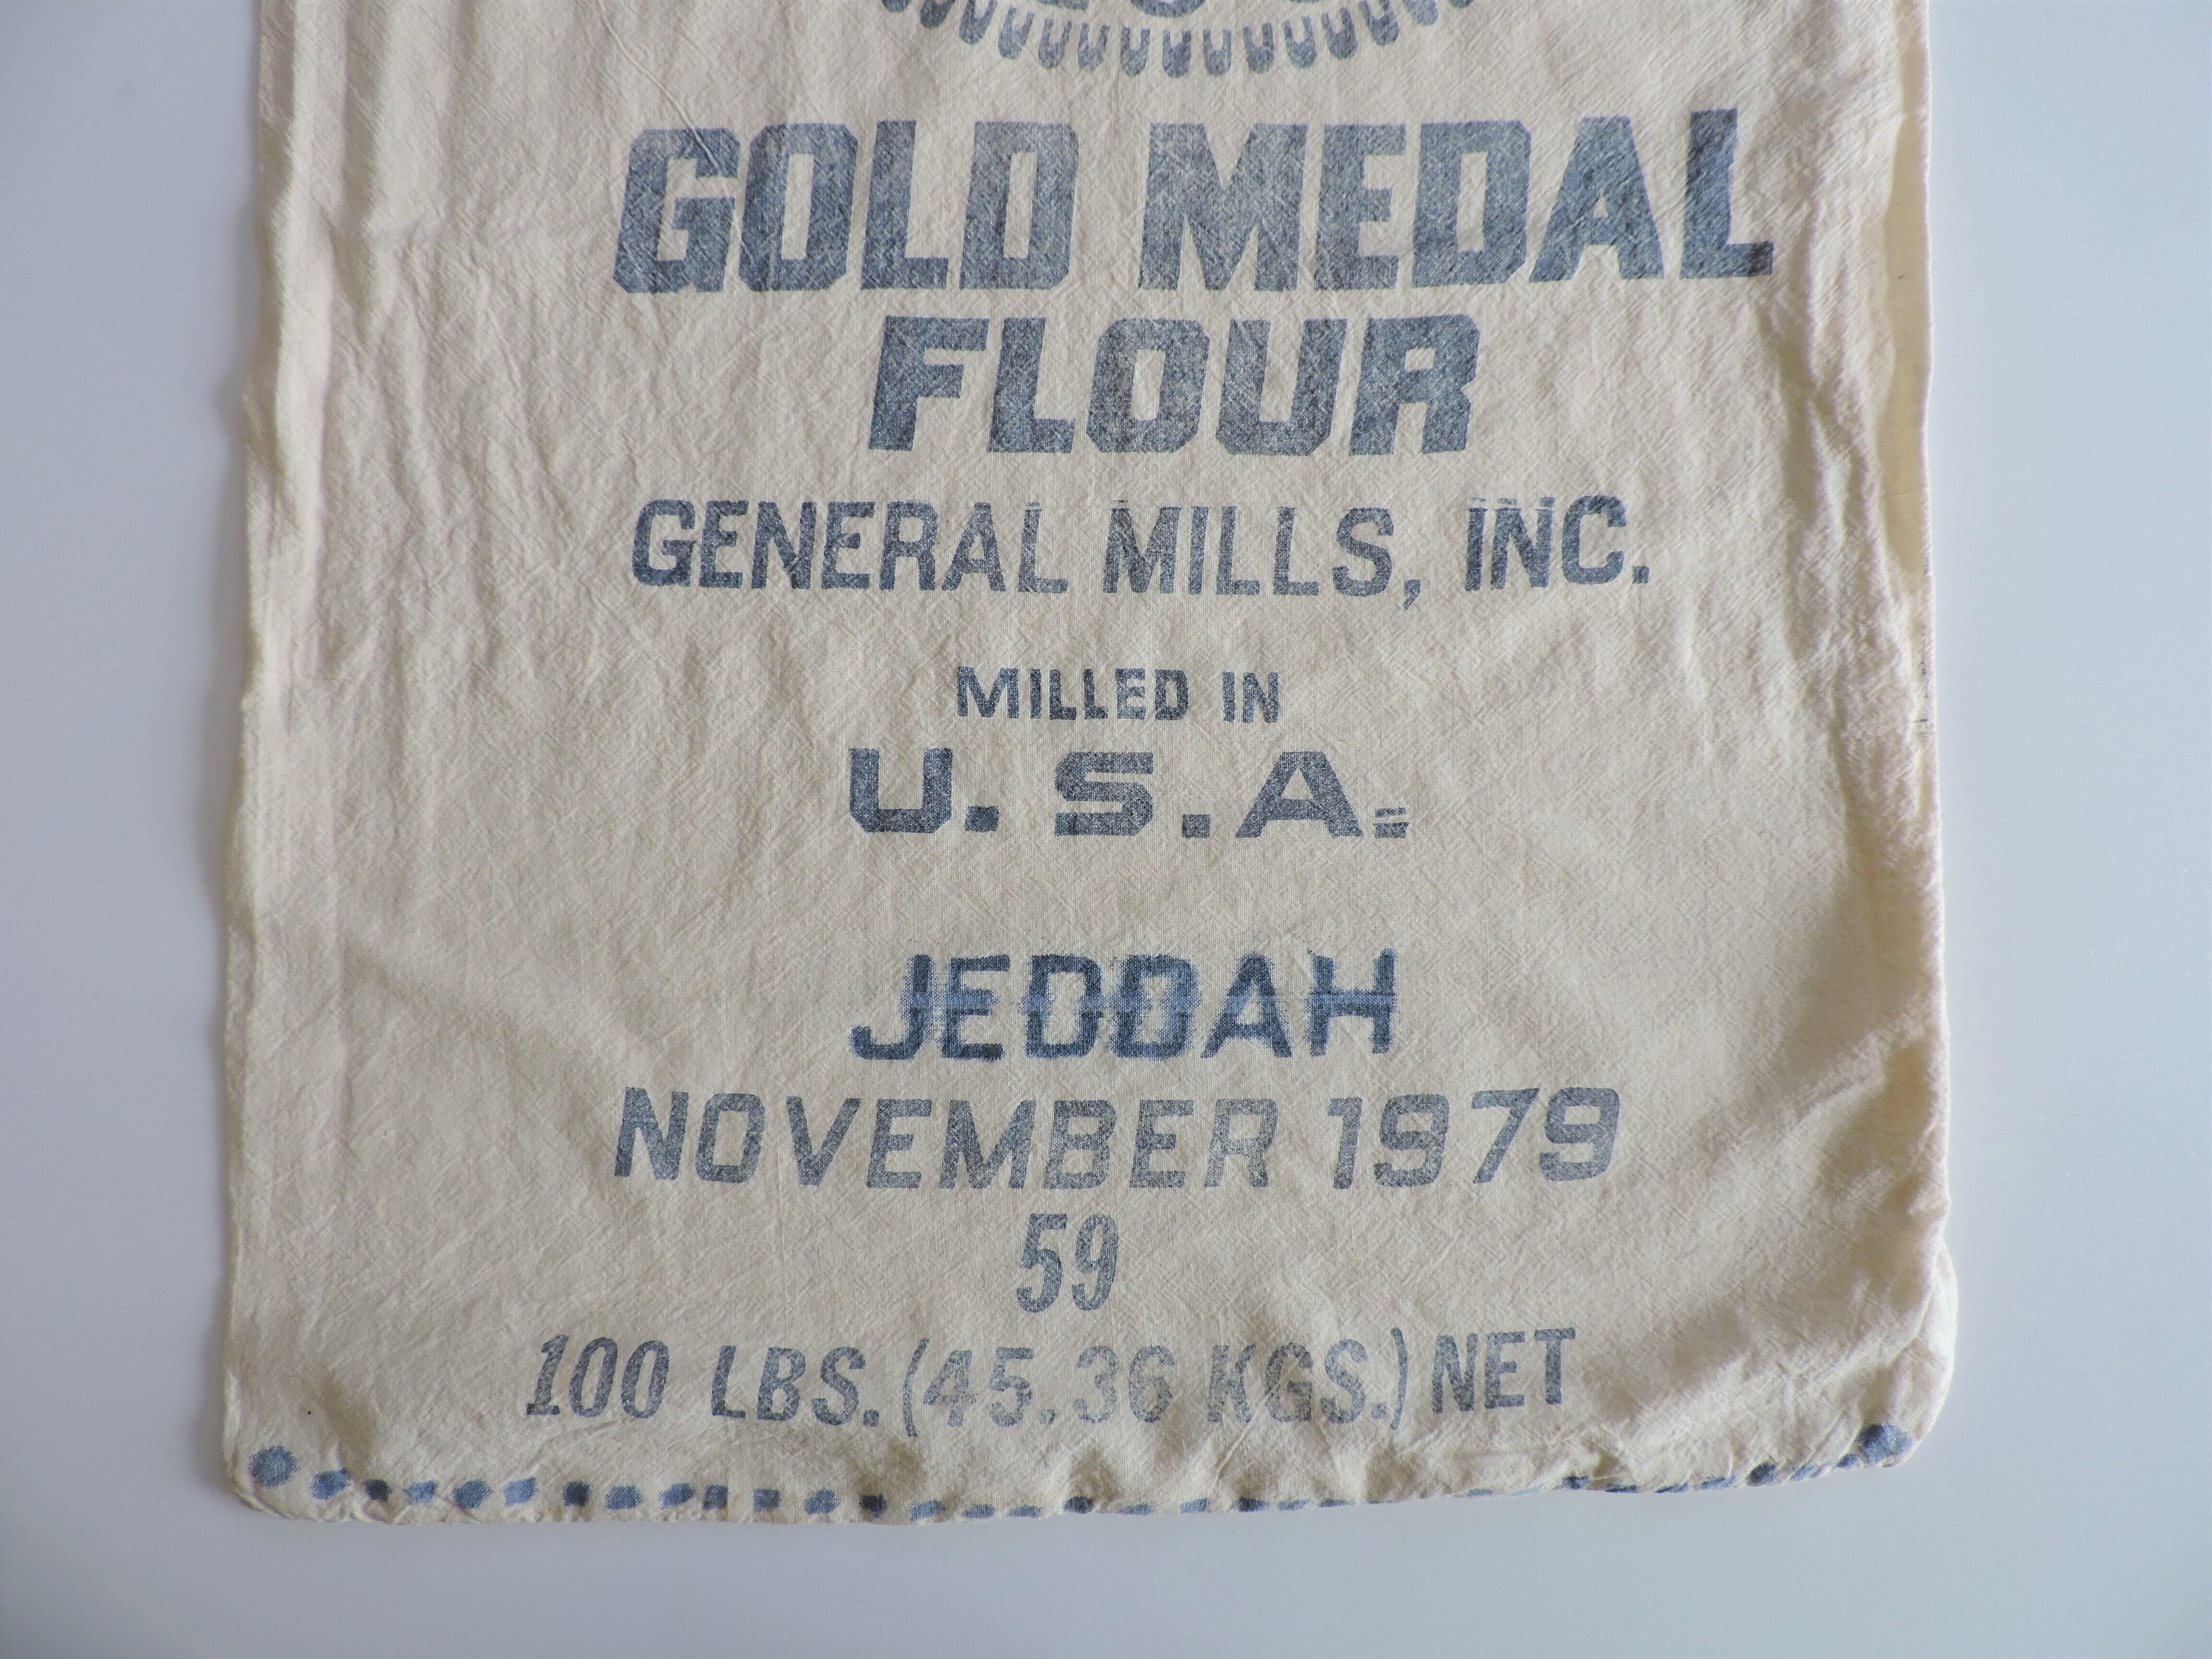 GOLD MEDAL
FLOUR
GENERAL MILLS, INC.
MILLED IN
U.S.A.
JEDDAH
NOVEMBER 1979
59
100 LBS. (45.36 KGS.) NET